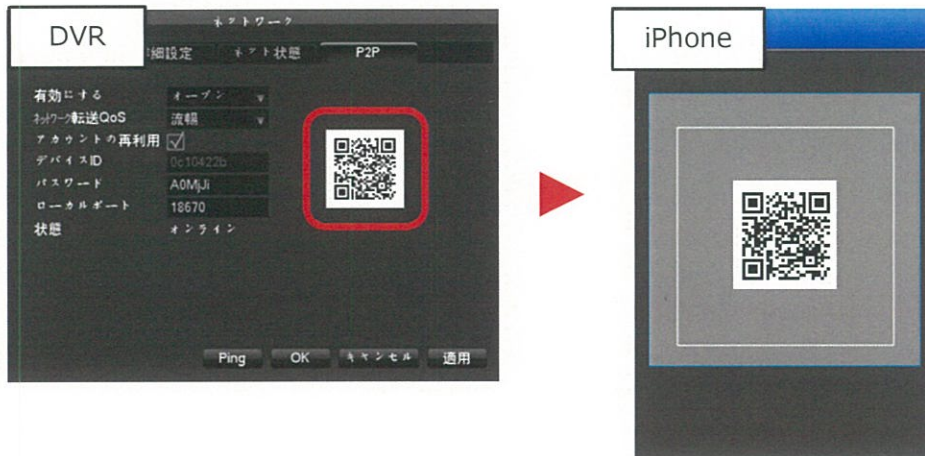 DVR
ネットワーク
細設定 ネット状態 P2P
有効にする オープン
ネットワーク転送QoS 流暢
アカウントの再利用
デバイスID 0c10422b
パスワード A0MjJi
ローカルポート 18670
状態 オンライン
Ping OK キャンセル 適用
iPhone